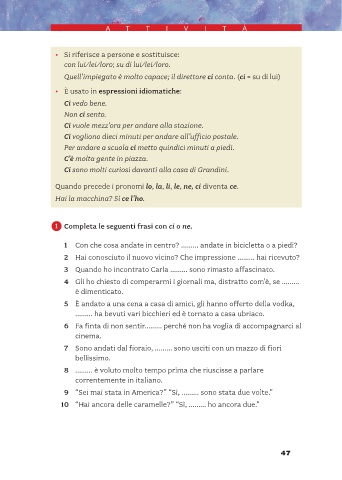 ATTIVITÀ
• Si riferisce a persone e sostituisce:
con lui/lei/loro; su di lui/lei/loro.
Quell'impiegato è molto capace; il direttore ci conta. (ci = su di lui)
• È usato in espressioni idiomatiche:
Ci vedo bene.
Non ci sento.
Ci vuole mezz'ora per andare alla stazione.
Ci vogliono dieci minuti per andare all'ufficio postale.
Per andare a scuola ci metto quindici minuti a piedi.
C'è molta gente in piazza.
Ci sono molti curiosi davanti alla casa di Grandini.
Quando precede i pronomi lo, la, li, le, ne, ci diventa ce.
Hai la macchina? Sì ce l'ho.
1 Completa le seguenti frasi con ci o ne.
1 Con che cosa andate in centro? ......... andate in bicicletta o a piedi?
2 Hai conosciuto il nuovo vicino? Che impressione ......... hai ricevuto?
3 Quando ho incontrato Carla ......... sono rimasto affascinato.
4 Gli ho chiesto di comperarmi i giornali ma, distratto com'è, se .........
è dimenticato.
5 È andato a una cena a casa di amici, gli hanno offerto della vodka,
......... ha bevuti vari bicchieri ed è tornato a casa ubriaco.
6 Fa finta di non sentir......... perché non ha voglia di accompagnarci al
cinema.
7 Sono andati dal fioraio, ......... sono usciti con un mazzo di fiori
bellissimo.
8 ......... è voluto molto tempo prima che riuscisse a parlare
correntemente in italiano.
9 "Sei mai stata in America?" "Sì, ......... sono stata due volte."
10 "Hai ancora delle caramelle?" "Sì, ......... ho ancora due."
47